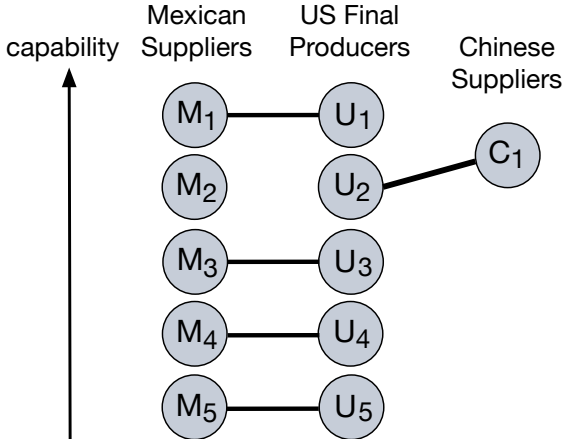 capability
Mexican
Suppliers
US Final
Producers
Chinese
Suppliers
M1
U1
C1
M2
U2
M3
U3
M4
U4
M5
U5